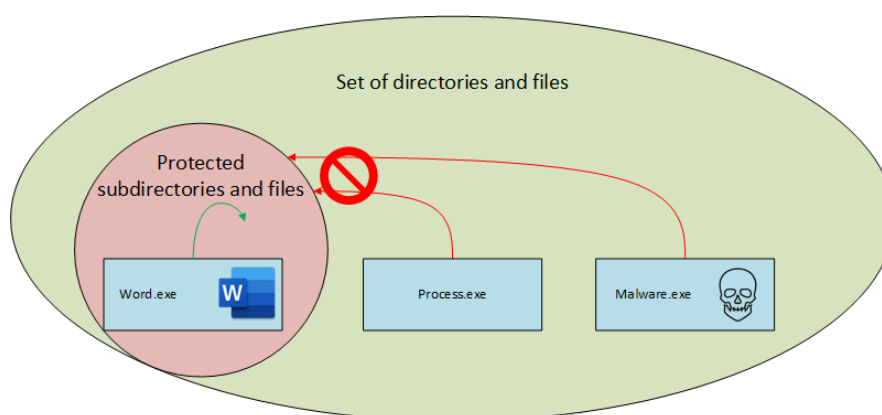 Set of directories and files
Protected
subdirectories and files
Word.exe
W
Process.exe
Malware.exe